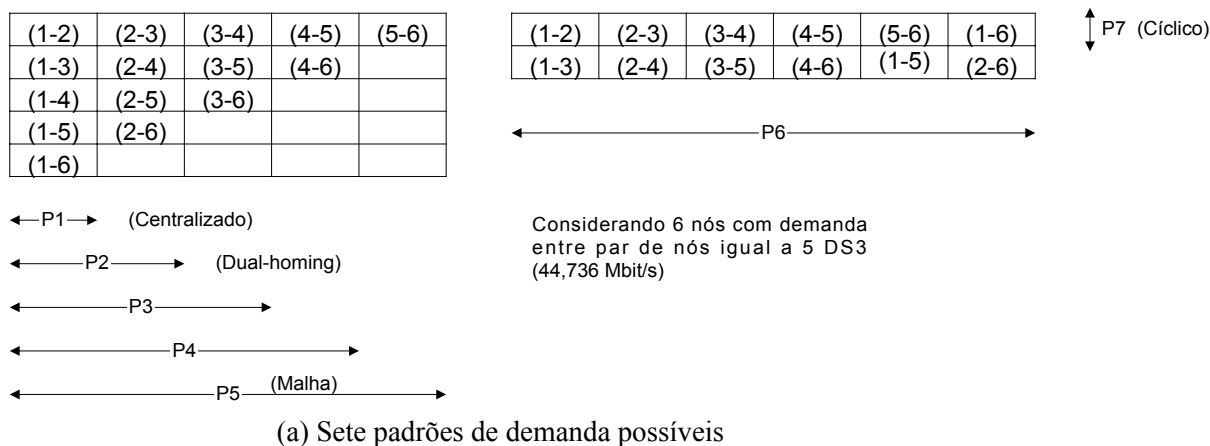 (1-2) (2-3) (3-4) (4-5) (5-6)
(1-3) (2-4) (3-5) (4-6)
(1-4) (2-5) (3-6)
(1-5) (2-6)
(1-6)
(1-2) (2-3) (3-4) (4-5) (5-6) (1-6)
(1-3) (2-4) (3-5) (4-6) (1-5) (2-6)
P7 (Cíclico)
P6
P1 (Centralizado)
P2 (Dual-homing)
P3
P4
P5 (Malha)
Considerando 6 nós com demanda
entre par de nós igual a 5 DS3
(44,736 Mbit/s)
(a) Sete padrões de demanda possíveis